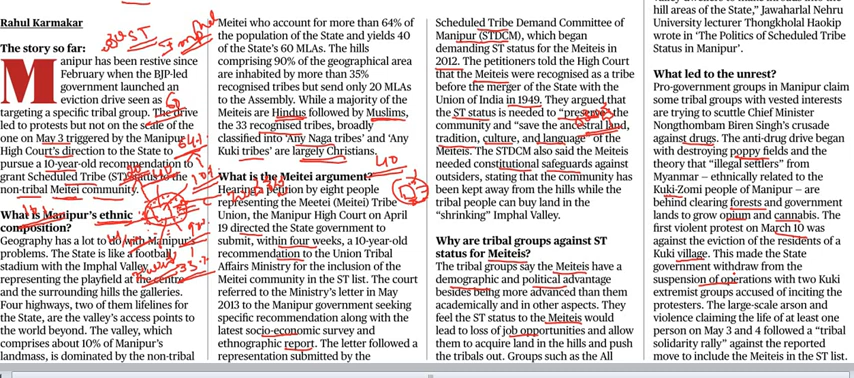 Rahul Karmakar
The story so far:
Manipur has been restive since
February when the BJP-led
government launched an
eviction drive seen as
targeting a specific tribal group. The drive
led to protests but not on the scale of the
one on May 3 triggered by the Manipur
High Court's direction to the State to
pursue a 10-year-old recommendation to
grant Scheduled Tribe (ST) status to the
non-tribal Meitei community.
What is Manipur's ethnic
composition?
Geography has a lot to do with Manipur's
problems. The State is like a football
stadium with the Imphal Valley
representing the playfield at the centre
and the surrounding hills the galleries.
Four highways, two of them lifelines for
the State, are the valley's access points to
the world beyond. The valley, which
comprises about 10% of Manipur's
landmass, is dominated by the non-tribal
Meitei who account for more than 64% of
the population of the State and yields 40
of the State's 60 MLAs. The hills
comprising 90% of the geographical area
are inhabited by more than 35%
recognised tribes but send only 20 MLAs
to the Assembly. While a majority of the
Meiteis are Hindus followed by Muslims,
the 33 recognised tribes, broadly
classified into 'Any Naga tribes' and 'Any
Kuki tribes' are largely Christians.
What is the Meitei argument?
Hearing a petition by eight people
representing the Meetei (Meitei) Tribe
Union, the Manipur High Court on April
19 directed the State government to
submit, within four weeks, a 10-year-old
recommendation to the Union Tribal
Affairs Ministry for the inclusion of the
Meitei community in the ST list. The
court referred to the Ministry's letter in May
2013 to the Manipur government seeking
specific recommendation along with the
latest socio-economic survey and
ethnographic report. The letter followed a
representation submitted by the
Scheduled Tribe Demand Committee of
Manipur (STDCM), which began
demanding ST status for the Meiteis in
2012. The petitioners told the High Court
that the Meiteis were recognised as a tribe
before the merger of the State with the
Union of India in 1949. They argued that
the ST status is needed to "preserve" the
community and "save the ancestral land,
tradition, culture, and language" of the
Meiteis. The STDCM also said the Meiteis
needed constitutional safeguards against
outsiders, stating that the community has
been kept away from the hills while the
tribal people can buy land in the
"shrinking" Imphal Valley.
Why are tribal groups against ST
status for Meiteis?
The tribal groups say the Meiteis have a
demographic and political advantage
besides being more advanced than them
academically and in other aspects. They
feel the ST status to the Meiteis would
lead to loss of job opportunities and allow
them to acquire land in the hills and push
the tribals out. Groups such as the All
hill areas of the State", Jawaharlal Nehru
University lecturer Thongkholal Haokip
wrote in 'The Politics of Scheduled Tribe
Status in Manipur'.
What led to the unrest?
Pro-government groups in Manipur claim
some tribal groups with vested interests
are trying to scuttle Chief Minister
Nongthombam Biren Singh's crusade
against drugs. The anti-drug drive began
with destroying poppy fields and the
theory that "illegal settlers" from
Myanmar – ethnically related to the
Kuki-Zomi people of Manipur – are
behind clearing forests and government
lands to grow opium and cannabis. The
first violent protest on March 10 was
against the eviction of the residents of a
Kuki village. This made the State
government withdraw from the
suspension of operations with two Kuki
extremist groups accused of inciting the
protesters. The large-scale arson and
violence claiming the life of at least one
person on May 3 and 4 followed a "tribal
solidarity rally" against the reported
move to include the Meiteis in the ST list.